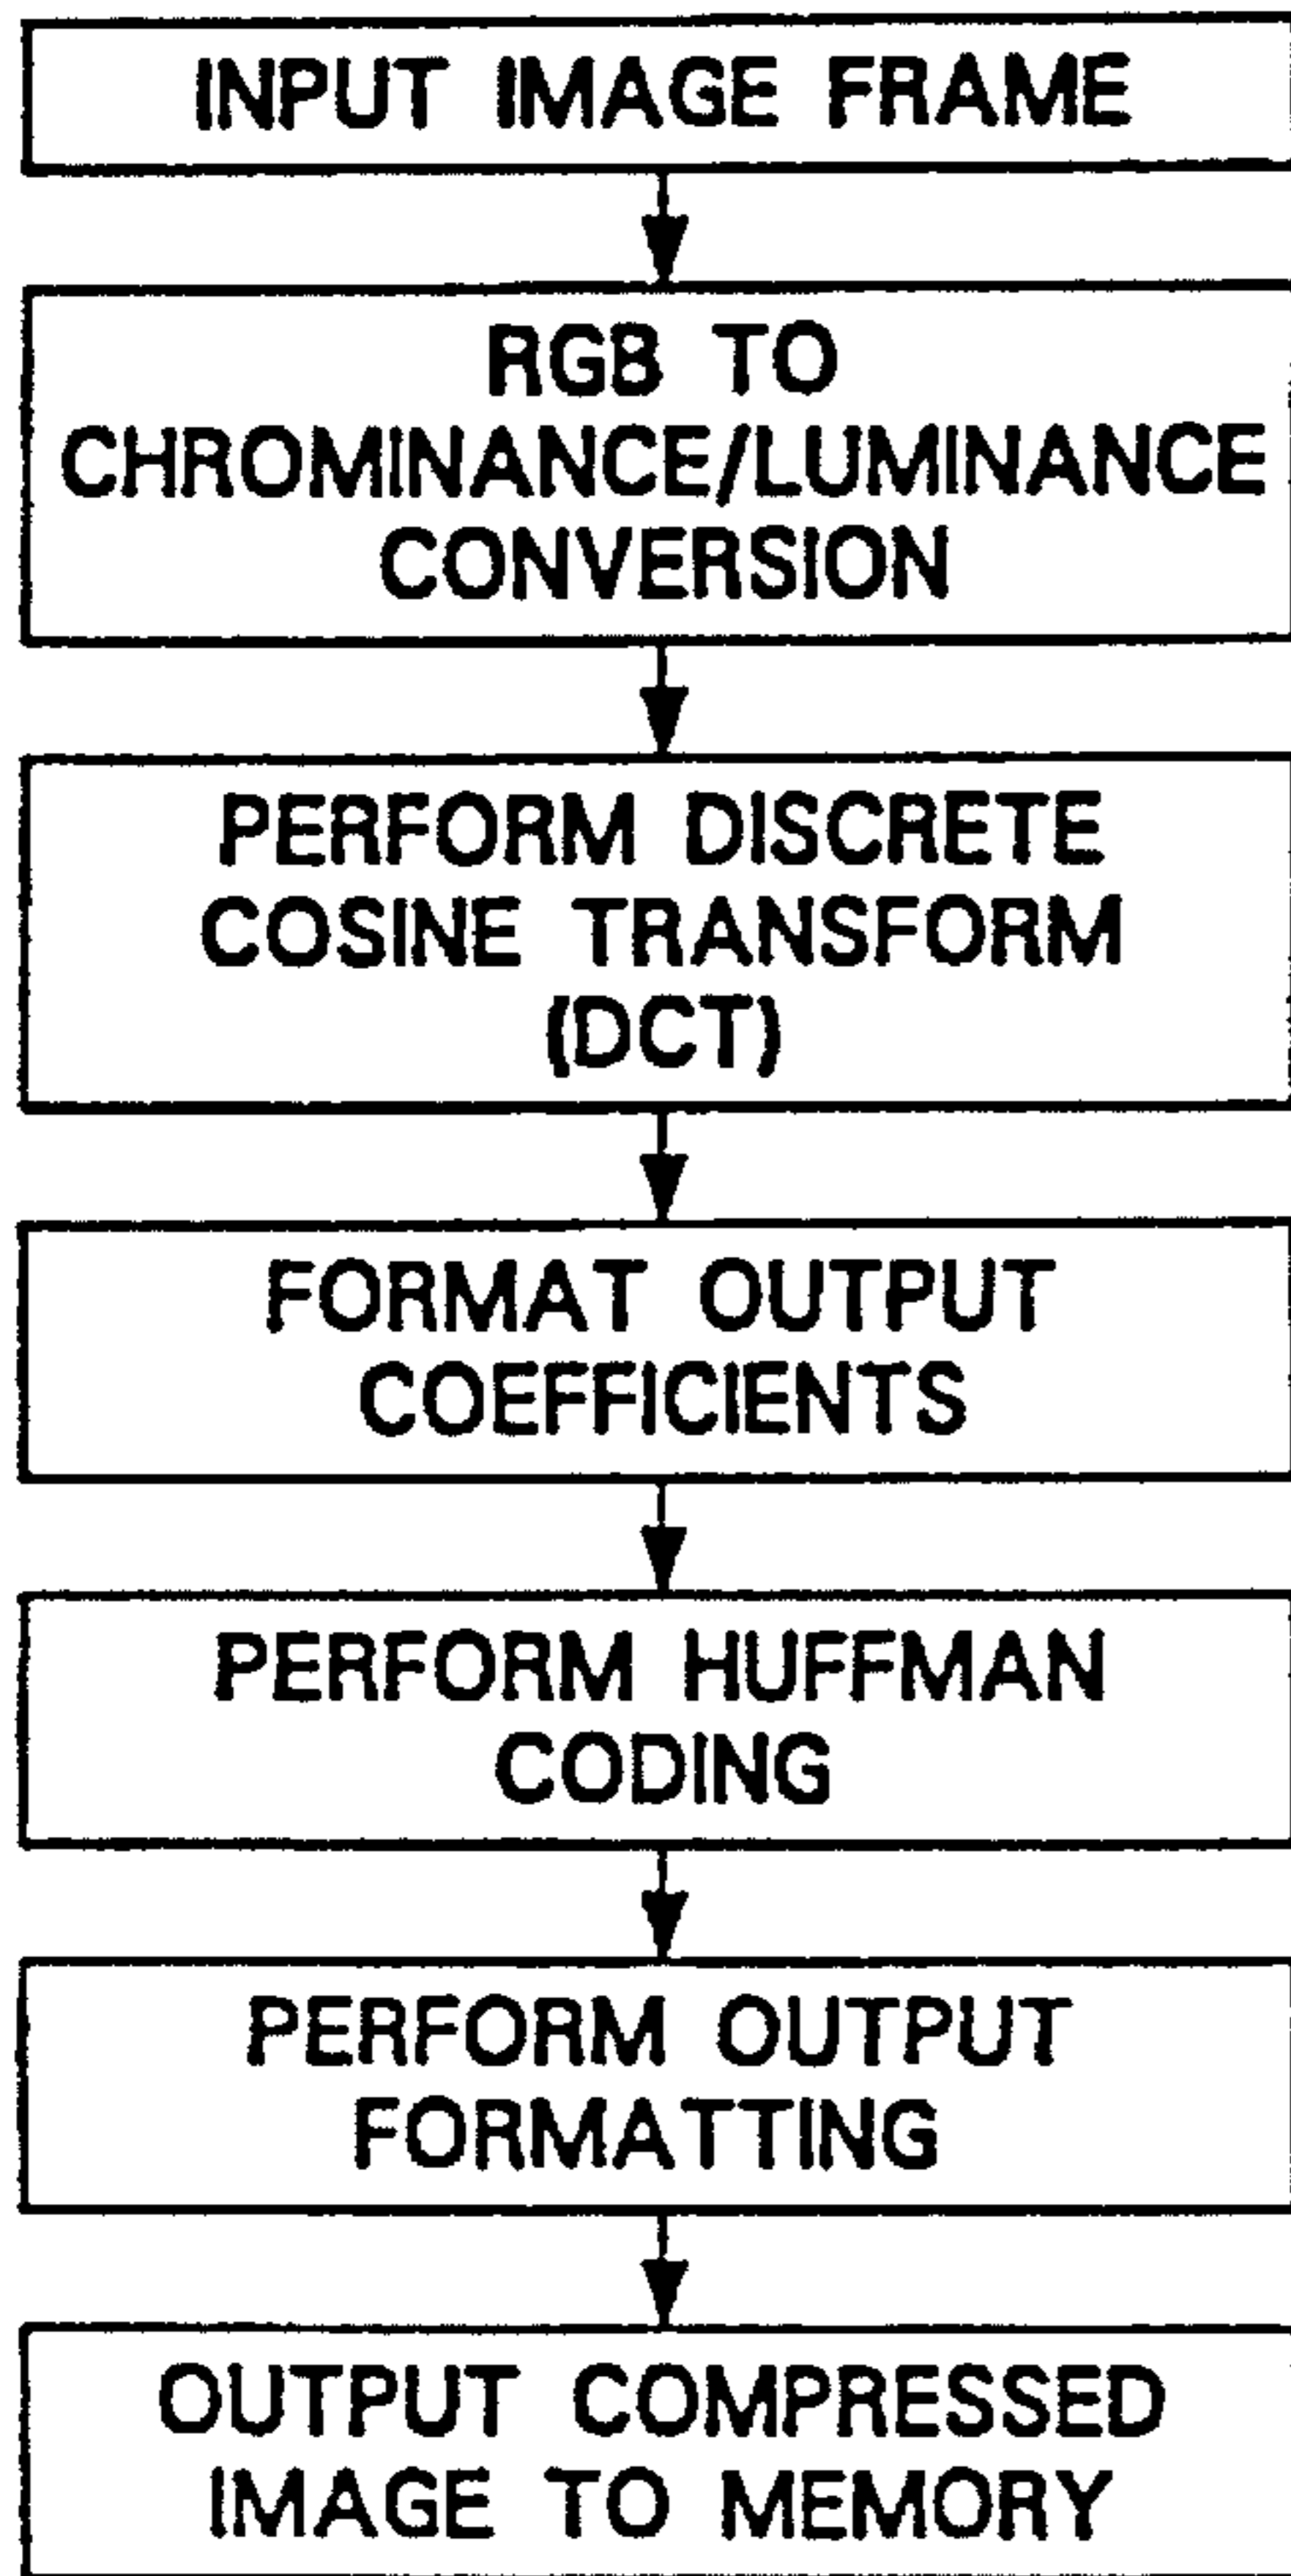 INPUT IMAGE FRAME
RGB TO
CHROMINANCE/LUMINANCE
CONVERSION
PERFORM DISCRETE
COSINE TRANSFORM
(DCT)
FORMAT OUTPUT
COEFFICIENTS
PERFORM HUFFMAN
CODING
PERFORM OUTPUT
FORMATTING
OUTPUT COMPRESSED
IMAGE TO MEMORY